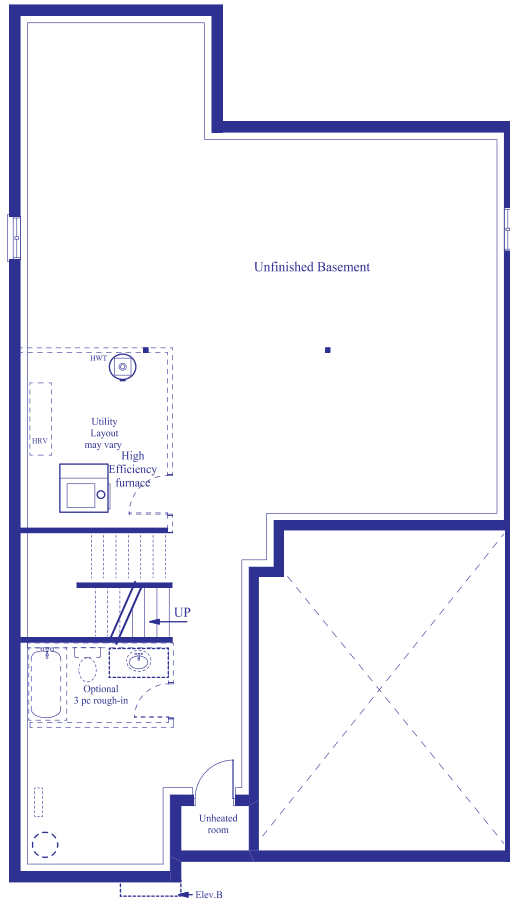 Unfinished Basement
HWT
Utility
Layout
may vary
HRV
High
Efficiency
furnace
UP
Optional
3 pc rough-in
Unheated
room
Elev.B